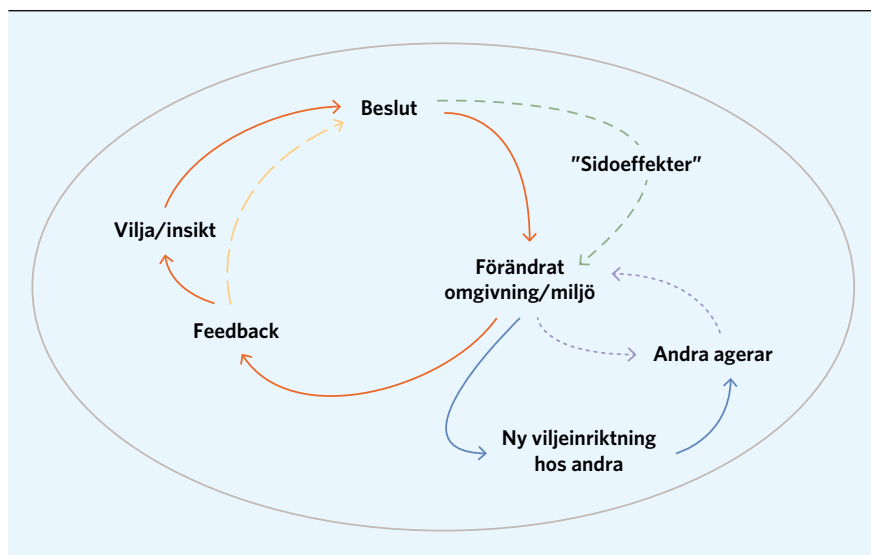 Beslut
”Sidoeffekter”
Vilja/insikt
Förändrat
omgivning/miljö
Feedback
Andra agerar
Ny viljeinriktning
hos andra